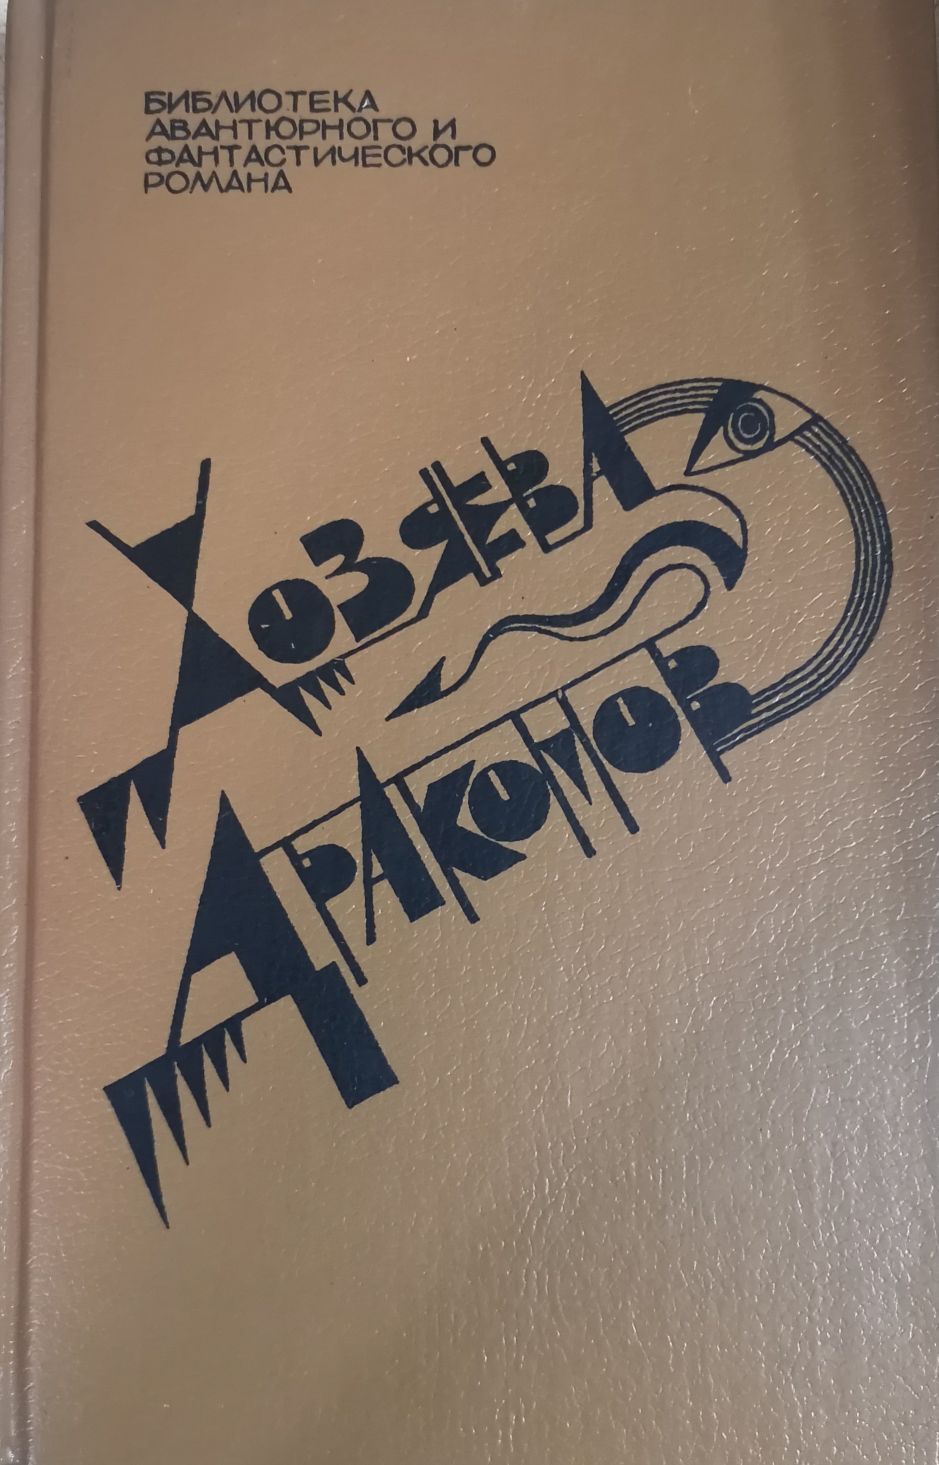 БИБЛИОТЕКА
АВАНТЮРНОГО И
ФАНТАСТИЧЕСКОГО
РОМАНА
ХОЗЯЕВА
ДРАКОНОВ